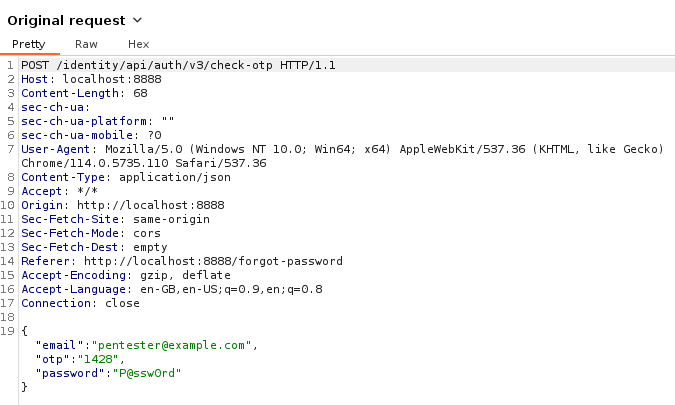 Original request
Pretty Raw Hex
1 POST /identity/api/auth/v3/check-otp HTTP/1.1
2 Host: localhost:8888
3 Content-Length: 68
4 sec-ch-ua:
5 sec-ch-ua-platform: ""
6 sec-ch-ua-mobile: ?0
7 User-Agent: Mozilla/5.0 (Windows NT 10.0; Win64; x64) AppleWebKit/537.36 (KHTML, like Gecko)
Chrome/114.0.5735.110 Safari/537.36
8 Content-Type: application/json
9 Accept: */*
10 Origin: http://localhost:8888
11 Sec-Fetch-Site: same-origin
12 Sec-Fetch-Mode: cors
13 Sec-Fetch-Dest: empty
14 Referer: http://localhost:8888/forgot-password
15 Accept-Encoding: gzip, deflate
16 Accept-Language: en-GB,en-US;q=0.9,en;q=0.8
17 Connection: close
18
19 {
"email":"pentester@example.com",
"otp":"1428",
"password":"P@ssw0rd"
}